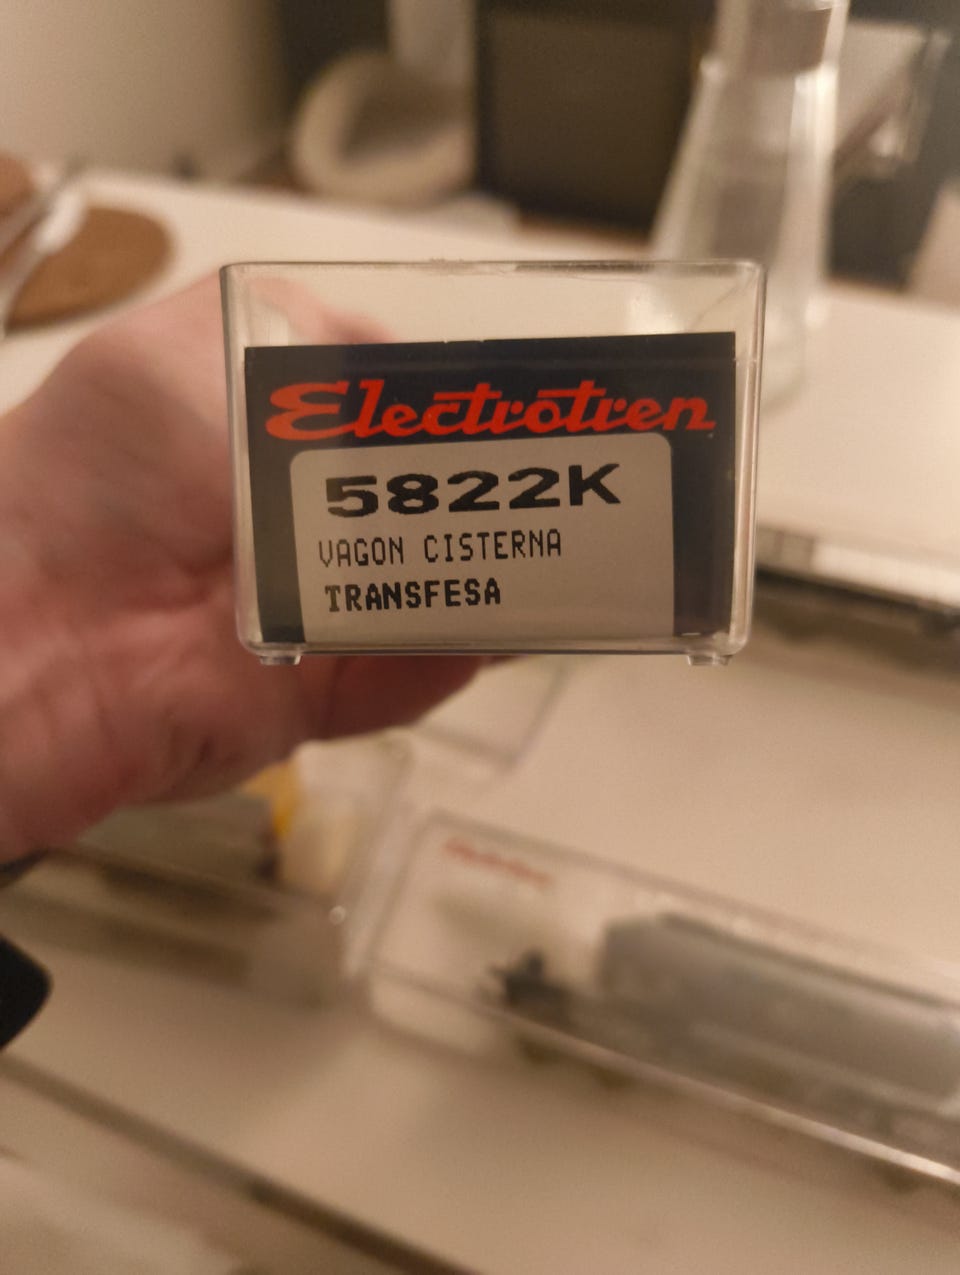 Electrotren
5822K
VAGON CISTERNA
TRANSFESA